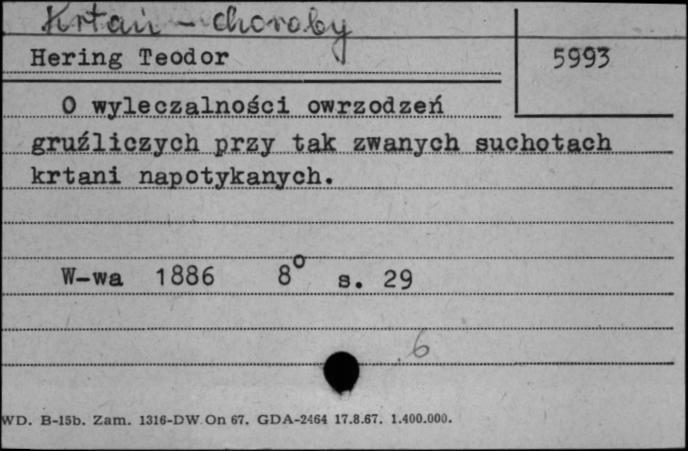 Krtań - choroby
Hering Teodor 5993
O wyleczalności owrzodzeń
gruźliczych przy tak zwanych suchotach
krtani napotykanych.
W-wa 1886 8° s. 29
6
WD. B-15b. Zam. 1316-DW On 67. GDA-2464 17.8.67. 1.400.000.